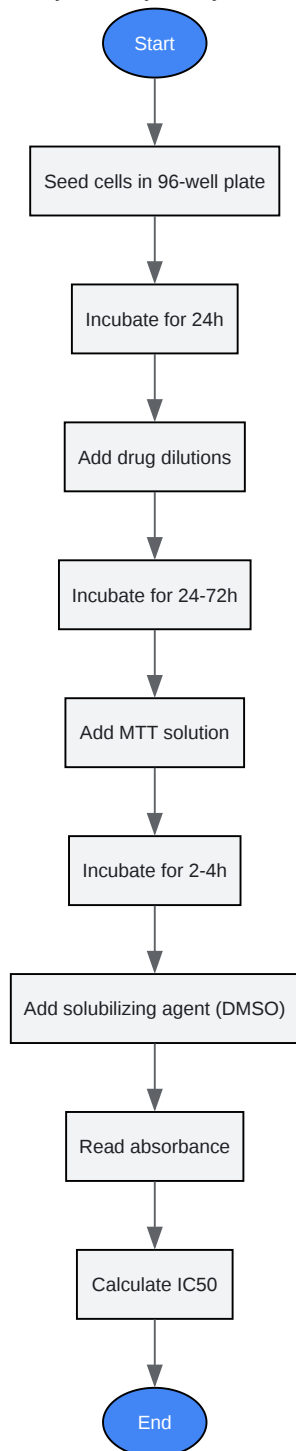 Start
Seed cells in 96-well plate
Incubate for 24h
Add drug dilutions
Incubate for 24-72h
Add MTT solution
Incubate for 2-4h
Add solubilizing agent (DMSO)
Read absorbance
Calculate IC50
End